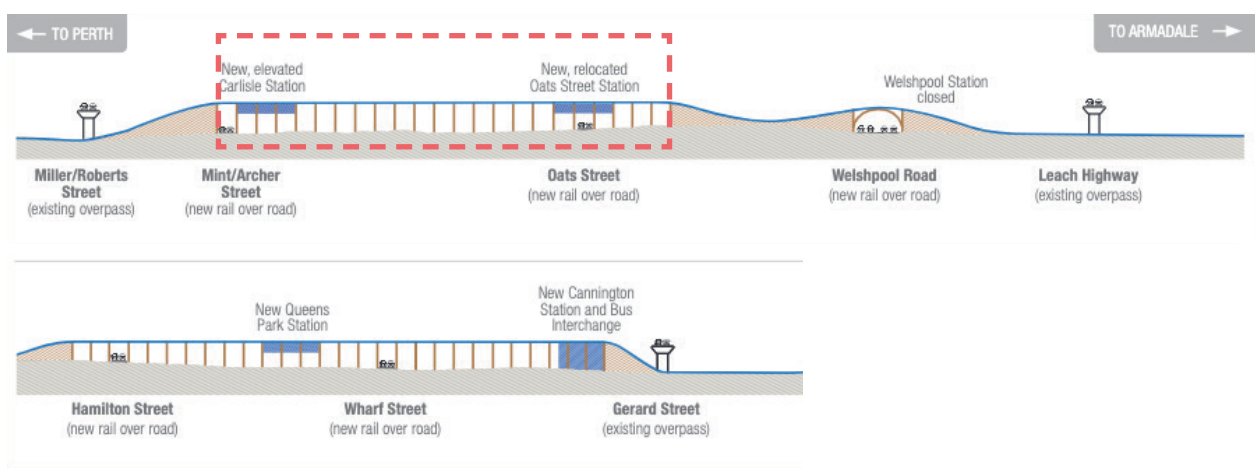 TO PERTH
TO ARMADALE
New, elevated
Carlisle Station
New, relocated
Oats Street Station
Welshpool Station
closed
Miller/Roberts
Street
(existing overpass)
Mint/Archer
Street
(new rail over road)
Oats Street
(new rail over road)
Welshpool Road
(new rail over road)
Leach Highway
(existing overpass)
New Queens
Park Station
New Cannington
Station and Bus
Interchange
Hamilton Street
(new rail over road)
Wharf Street
(new rail over road)
Gerard Street
(existing overpass)